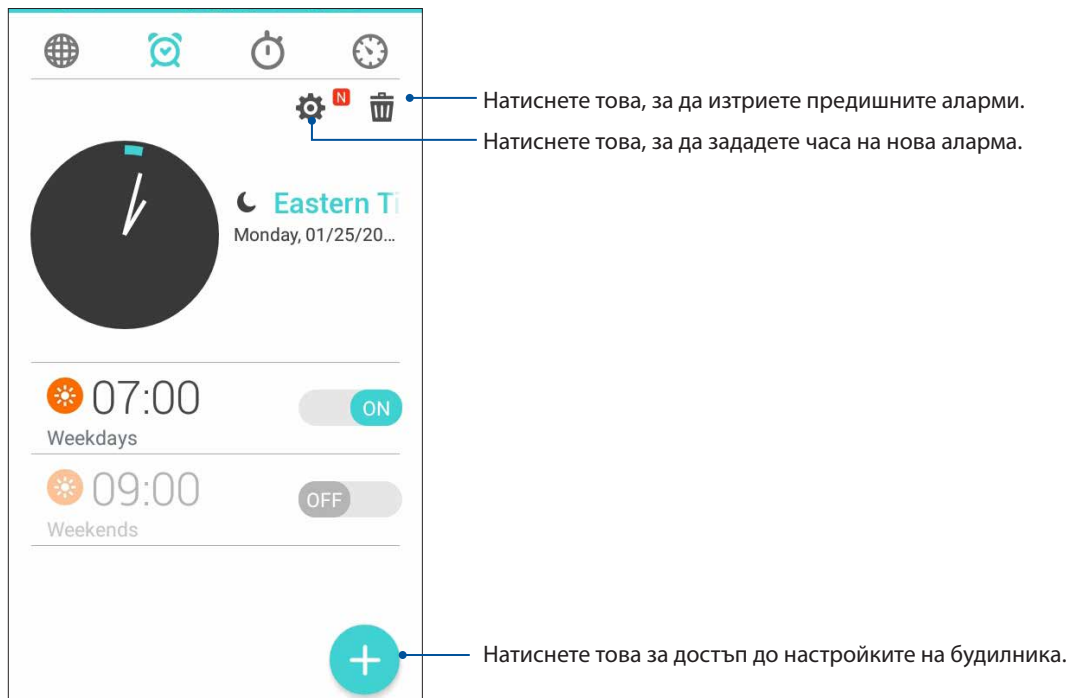 N
Натиснете това, за да изтриете предишните аларми.
Натиснете това, за да зададете часа на нова аларма.
Eastern Ti
Monday, 01/25/20...
07:00
ON
Weekdays
09:00
OFF
Weekends
Натиснете това за достъп до настройките на будилника.